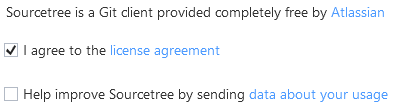 Sourcetree is a Git client provided completely free by Atlassian
I agree to the license agreement
Help improve Sourcetree by sending data about your usage